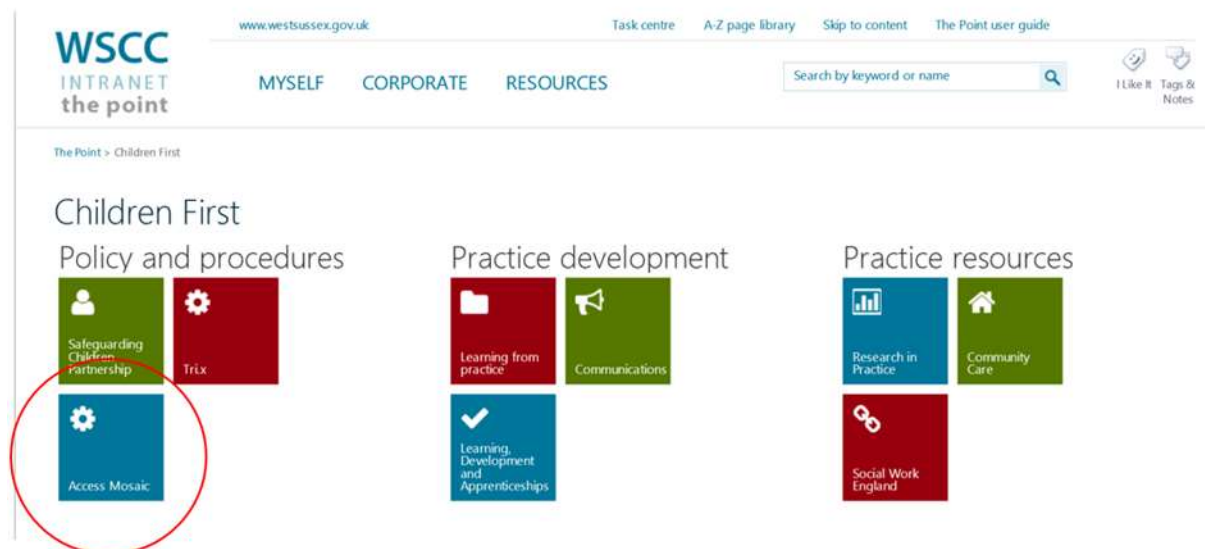 www.westsussex.gov.uk
Task centre
A-Z page library
Skip to content
The Point user guide
WSCC
INTRANET
the point
MYSELF
CORPORATE
RESOURCES
Search by keyword or name
I Like It
Tags &
Notes
The Point > Children First
Children First
Policy and procedures
Safeguarding
Children
Partnership
Tri.x
Access Mosaic
Practice development
Learning from
practice
Communications
Learning,
Development
and
Apprenticeships
Practice resources
Research in
Practice
Community
Care
Social Work
England